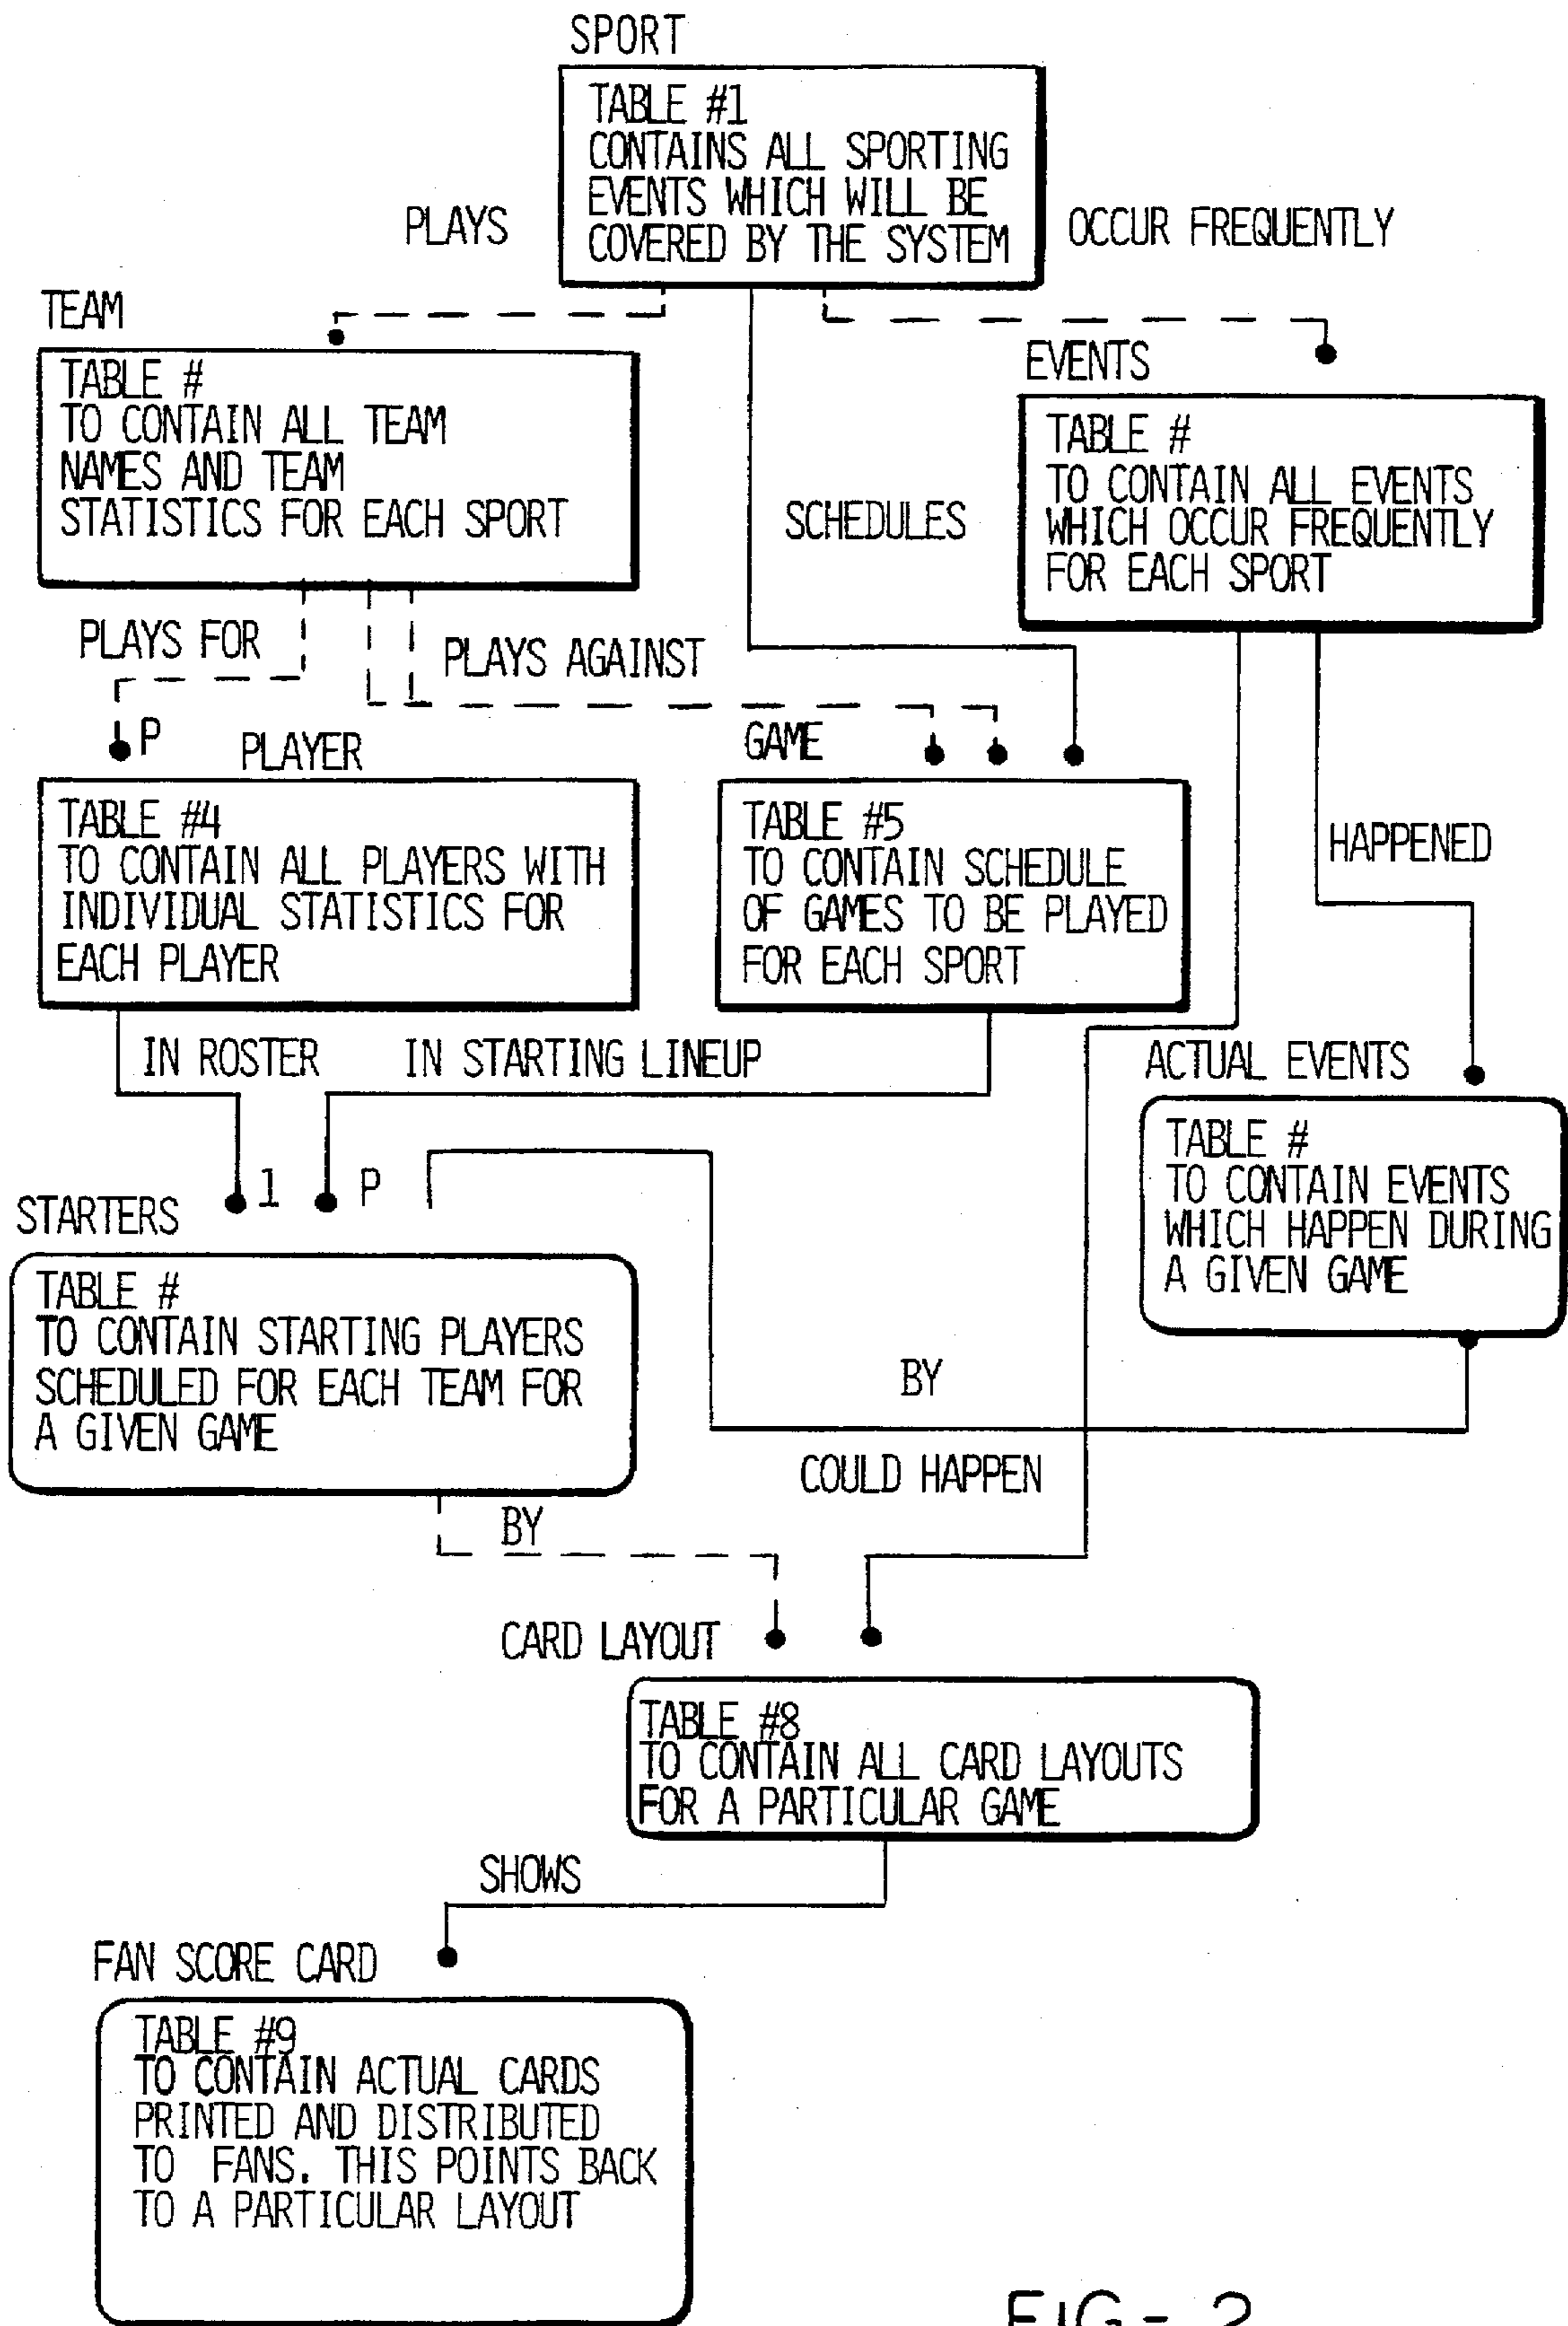 SPORT
TABLE #1
CONTAINS ALL SPORTING
EVENTS WHICH WILL BE
COVERED BY THE SYSTEM
PLAYS
OCCUR FREQUENTLY
TEAM
TABLE #
TO CONTAIN ALL TEAM
NAMES AND TEAM
STATISTICS FOR EACH SPORT
EVENTS
TABLE #
TO CONTAIN ALL EVENTS
WHICH OCCUR FREQUENTLY
FOR EACH SPORT
SCHEDULES
PLAYS FOR
PLAYS AGAINST
P
PLAYER
GAME
TABLE #4
TO CONTAIN ALL PLAYERS WITH
INDIVIDUAL STATISTICS FOR
EACH PLAYER
TABLE #5
TO CONTAIN SCHEDULE
OF GAMES TO BE PLAYED
FOR EACH SPORT
HAPPENED
IN ROSTER
IN STARTING LINEUP
ACTUAL EVENTS
TABLE #
TO CONTAIN EVENTS
WHICH HAPPEN DURING
A GIVEN GAME
1
P
STARTERS
TABLE #
TO CONTAIN STARTING PLAYERS
SCHEDULED FOR EACH TEAM FOR
A GIVEN GAME
BY
COULD HAPPEN
BY
CARD LAYOUT
TABLE #8
TO CONTAIN ALL CARD LAYOUTS
FOR A PARTICULAR GAME
SHOWS
FAN SCORE CARD
TABLE #9
TO CONTAIN ACTUAL CARDS
PRINTED AND DISTRIBUTED
TO FANS. THIS POINTS BACK
TO A PARTICULAR LAYOUT
FIG- 2